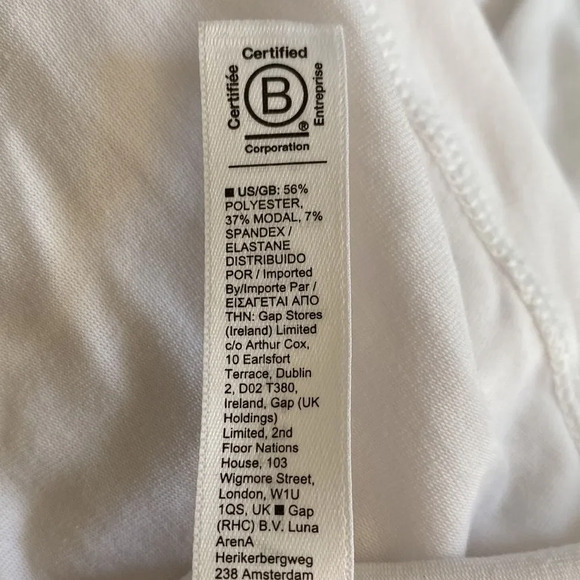 Certified
Certifiée
B
®
Entreprise
Corporation
■ US/GB: 56%
POLYESTER,
37% MODAL, 7%
SPANDEX /
ELASTANE
DISTRIBUIDO
POR / Imported
By/Importe Par /
ΕΙΣΑΓΕΤΑΙ ΑΠΟ
ΤΗΝ: Gap Stores
(Ireland) Limited
c/o Arthur Cox,
10 Earlsfort
Terrace, Dublin
2, D02 T380,
Ireland, Gap (UK
Holdings)
Limited, 2nd
Floor Nations
House, 103
Wigmore Street,
London, W1U
1QS, UK ■ Gap
(RHC) B.V. Luna
ArenA
Herikerbergweg
238 Amsterdam